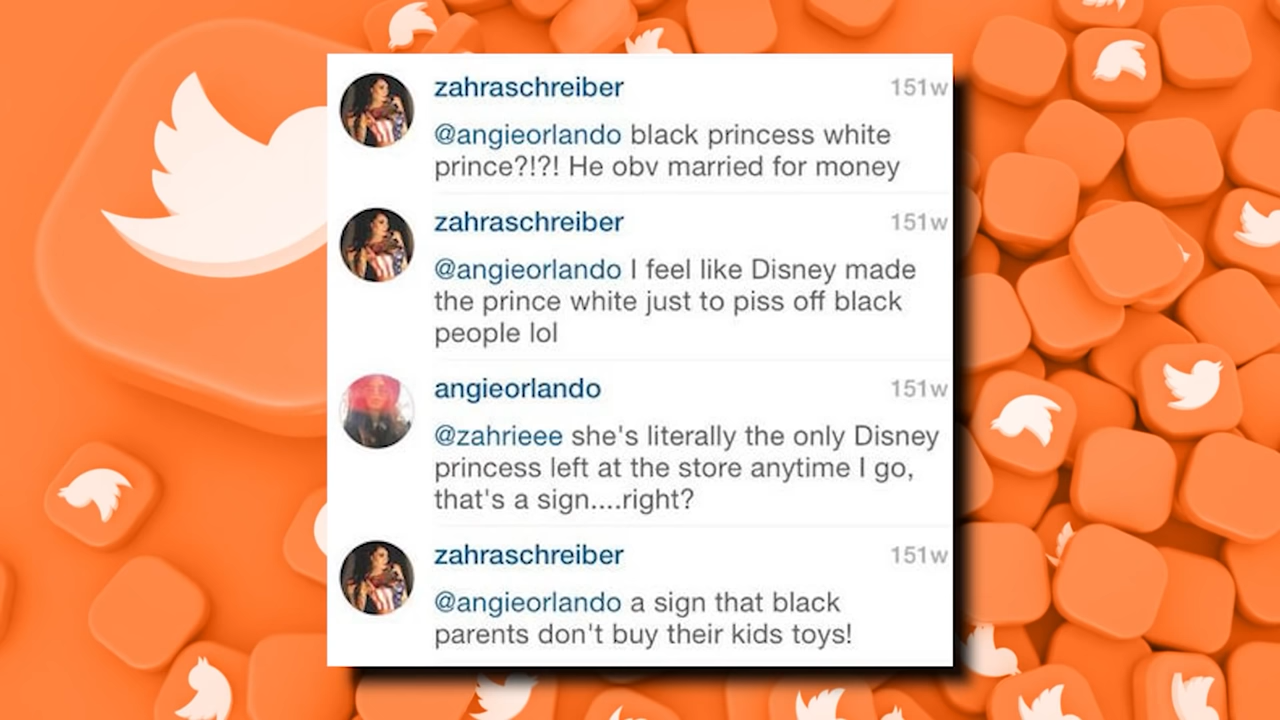 zahraschreiber 151w
@angieorlando black princess white
prince?!?! He obv married for money
zahraschreiber 151w
@angieorlando I feel like Disney made
the prince white just to piss off black
people lol
angieorlando 151w
@zahrieee she's literally the only Disney
princess left at the store anytime I go,
that's a sign....right?
zahraschreiber 151w
@angieorlando a sign that black
parents don't buy their kids toys!